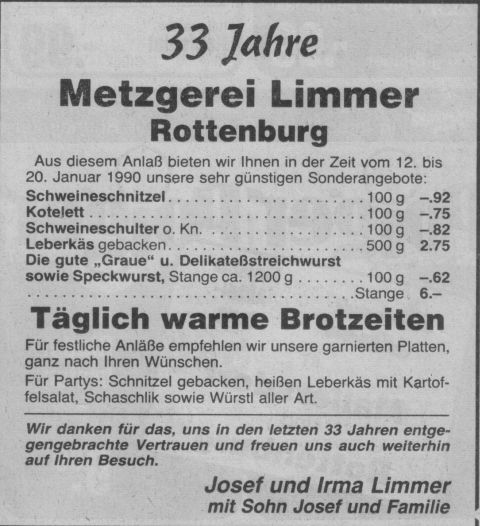 33 Jahre
Metzgerei Limmer
Rottenburg
Aus diesem Anlaß bieten wir Ihnen in der Zeit vom 12. bis
20. Januar 1990 unsere sehr günstigen Sonderangebote:
Schweineschnitzel . . . . . . . . . . . . . . . . . . . . 100 g –.92
Kotelett . . . . . . . . . . . . . . . . . . . . . . . . . . . . 100 g –.75
Schweineschulter o. Kn. . . . . . . . . . . . . . . . . 100 g –.82
Leberkäs gebacken . . . . . . . . . . . . . . . . . . . . 500 g 2.75
Die gute „Graue“ u. Delikateßstreichwurst
sowie Speckwurst, Stange ca. 1200 g . . . . . . . . 100 g –.62
. . . . . . . . . . . . . . . . . . . . . . . . . . . . . . . . . Stange 6.–
Täglich warme Brotzeiten
Für festliche Anläße empfehlen wir unsere garnierten Platten,
ganz nach Ihren Wünschen.
Für Partys: Schnitzel gebacken, heißen Leberkäs mit Kartof-
felsalat, Schaschlik sowie Würstl aller Art.
Wir danken für das, uns in den letzten 33 Jahren entge-
gengebrachte Vertrauen und freuen uns auch weiterhin
auf Ihren Besuch.
Josef und Irma Limmer
mit Sohn Josef und Familie